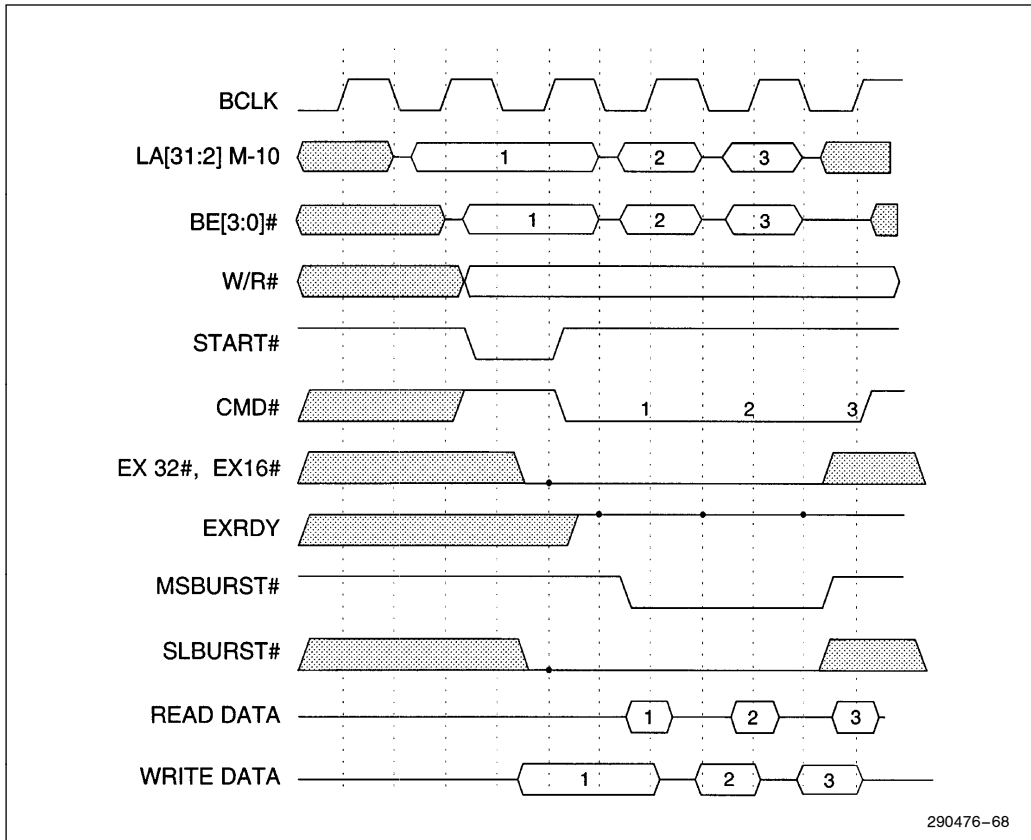 BCLK
LA[31:2] M-10 1 2 3
BE[3:0]# 1 2 3
W/R#
START#
CMD# 1 2 3
EX 32#, EX16#
EXRDY
MSBURST#
SLBURST#
READ DATA 1 2 3
WRITE DATA 1 2 3
290476-68